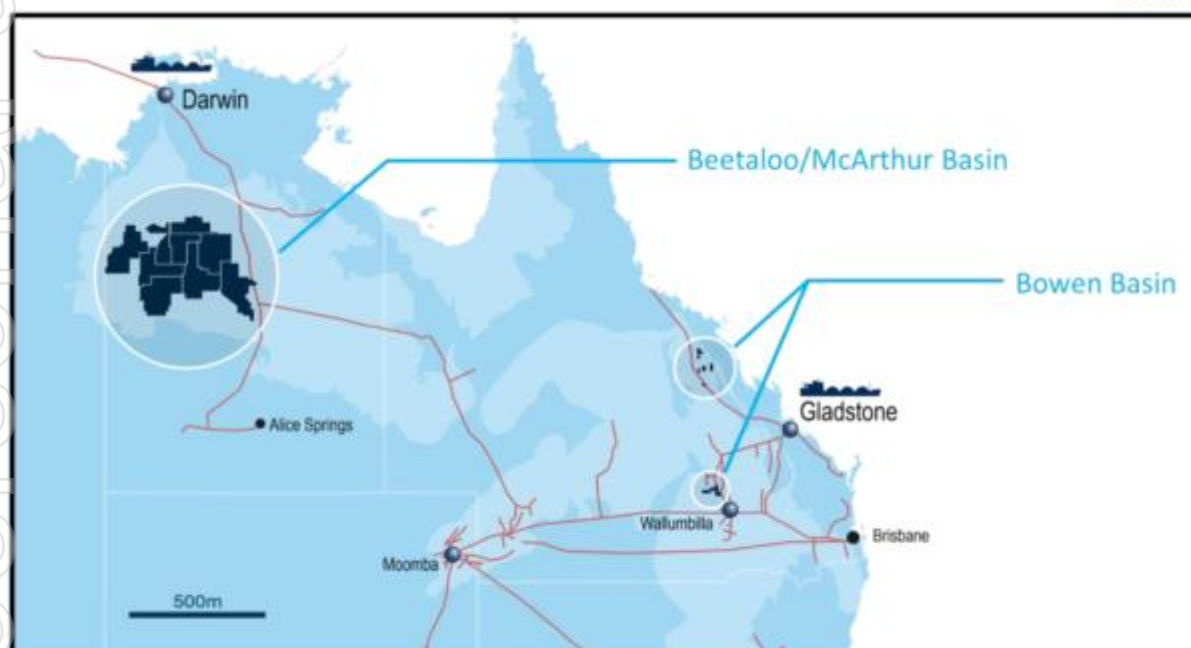 Darwin
Beetaloo/McArthur Basin
Bowen Basin
Gladstone
Alice Springs
Wallumbilla
Brisbane
Moomba
500m